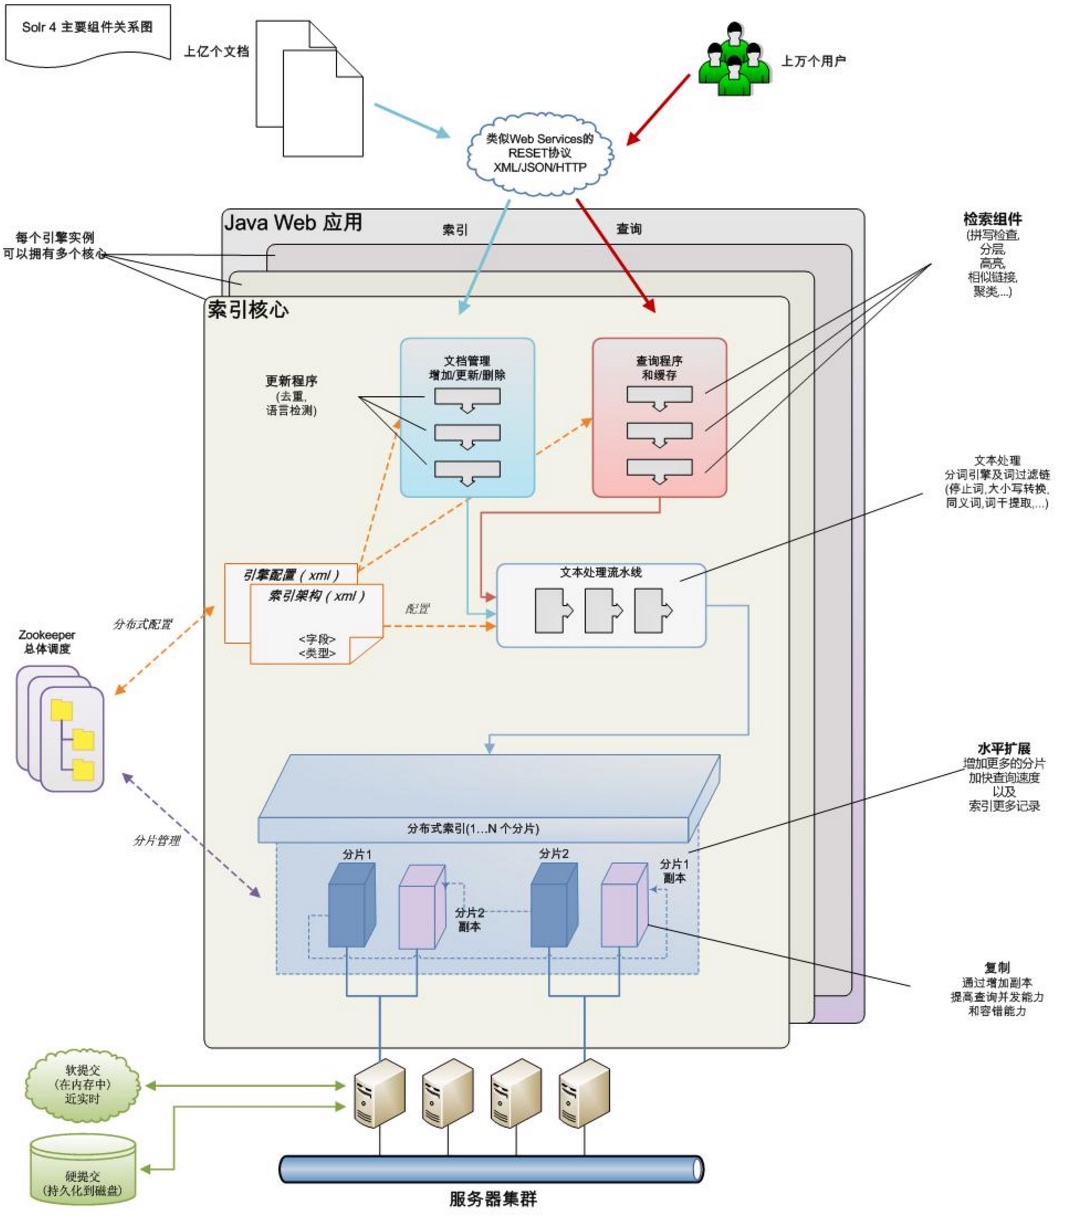 Solr 4 主要组件关系图
上亿个文档
上万个用户
类似Web Services的
RESET协议
XML/JSON/HTTP
Java Web 应用
索引
查询
每个引擎实例
可以拥有多个核心
检索组件
(拼写检查,
分层,
高亮,
相似链接,
聚类,...)
索引核心
文档管理
增加/更新/删除
查询程序
和缓存
更新程序
(去重,
语言检测)
文本处理
分词引擎及词过滤链
(停止词,大小写转换,
同义词,词干提取,...)
引擎配置 ( xml )
索引架构 ( xml )
<字段>
<类型>
配置
文本处理流水线
分布式配置
Zookeeper
总体调度
分片管理
水平扩展
增加更多的分片
加快查询速度
以及
索引更多记录
分布式索引(1...N 个分片)
分片1
分片2
副本
分片2
分片1
副本
复制
通过增加副本
提高查询并发能力
和容错能力
软提交
(在内存中)
近实时
硬提交
(持久化到磁盘)
服务器集群